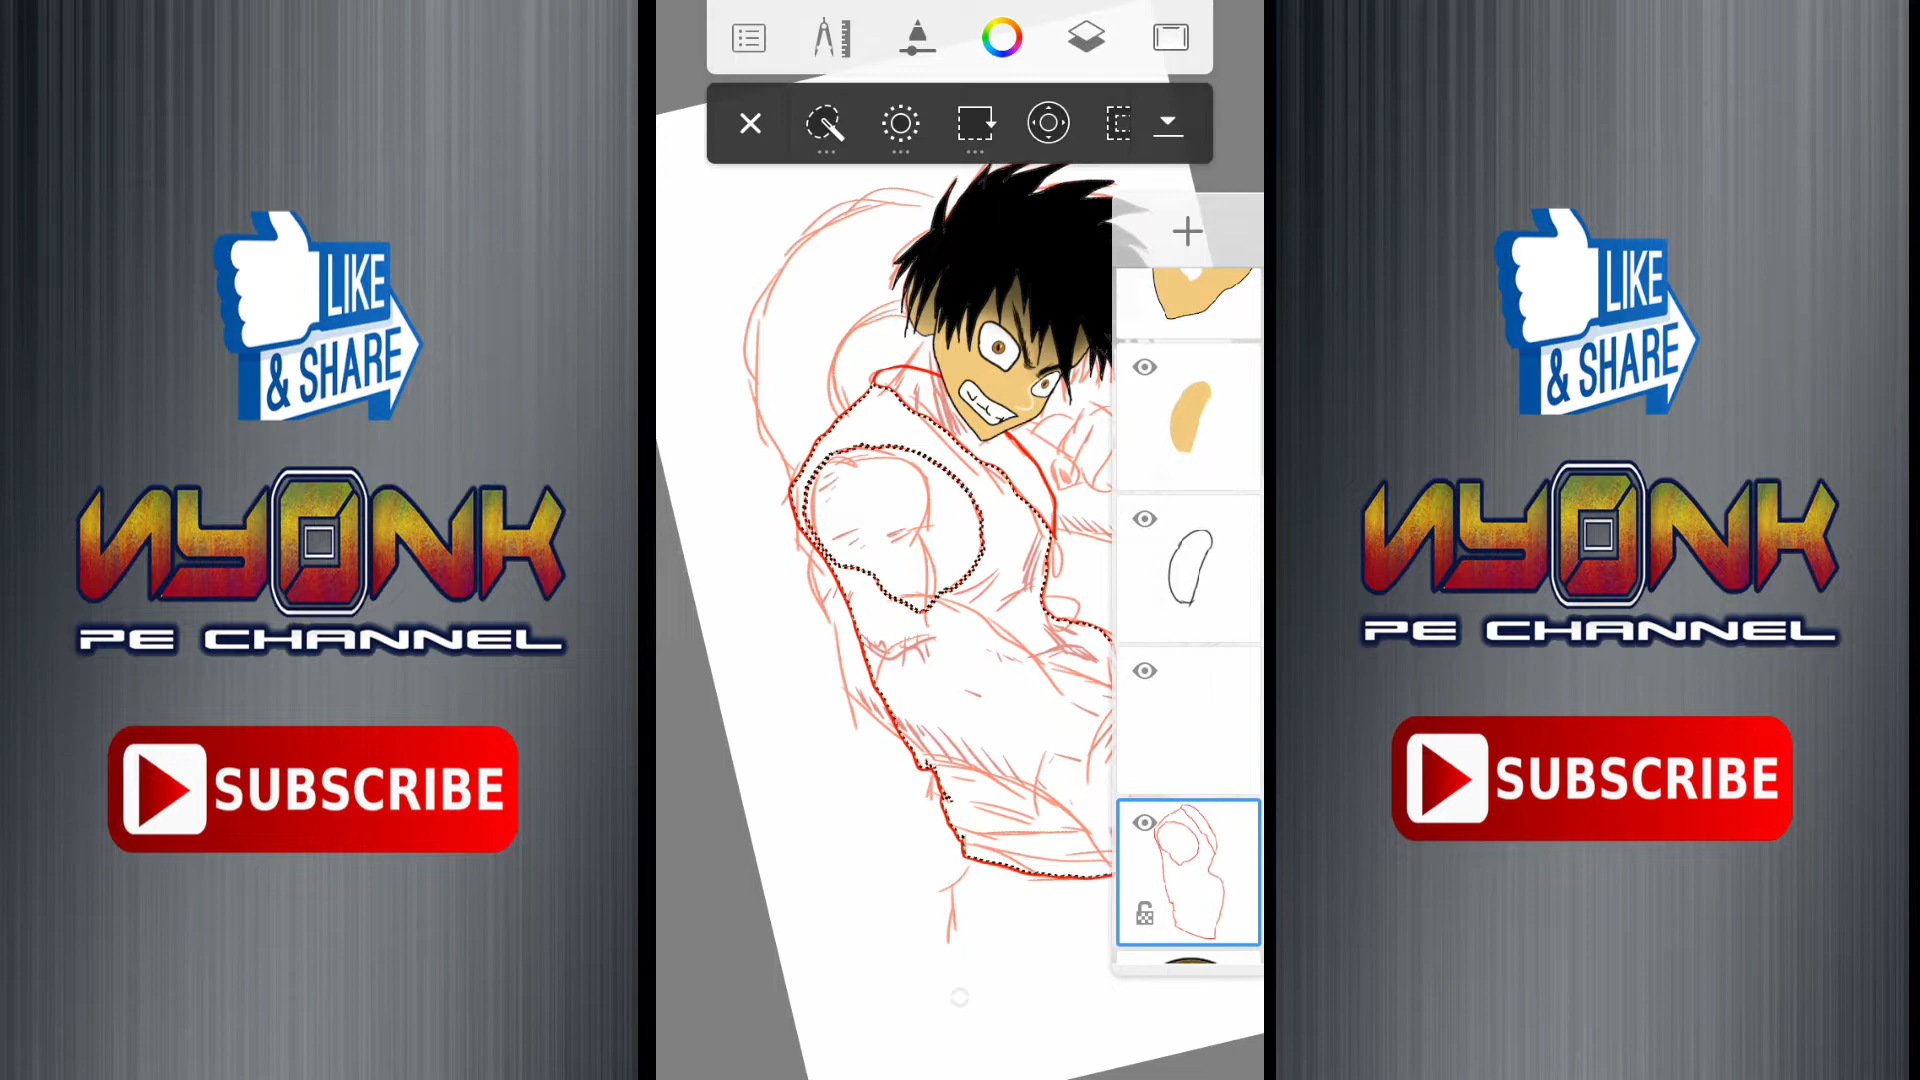 LIKE
& SHARE
NYONK
PE CHANNEL
SUBSCRIBE
LIKE
& SHARE
NYONK
PE CHANNEL
SUBSCRIBE